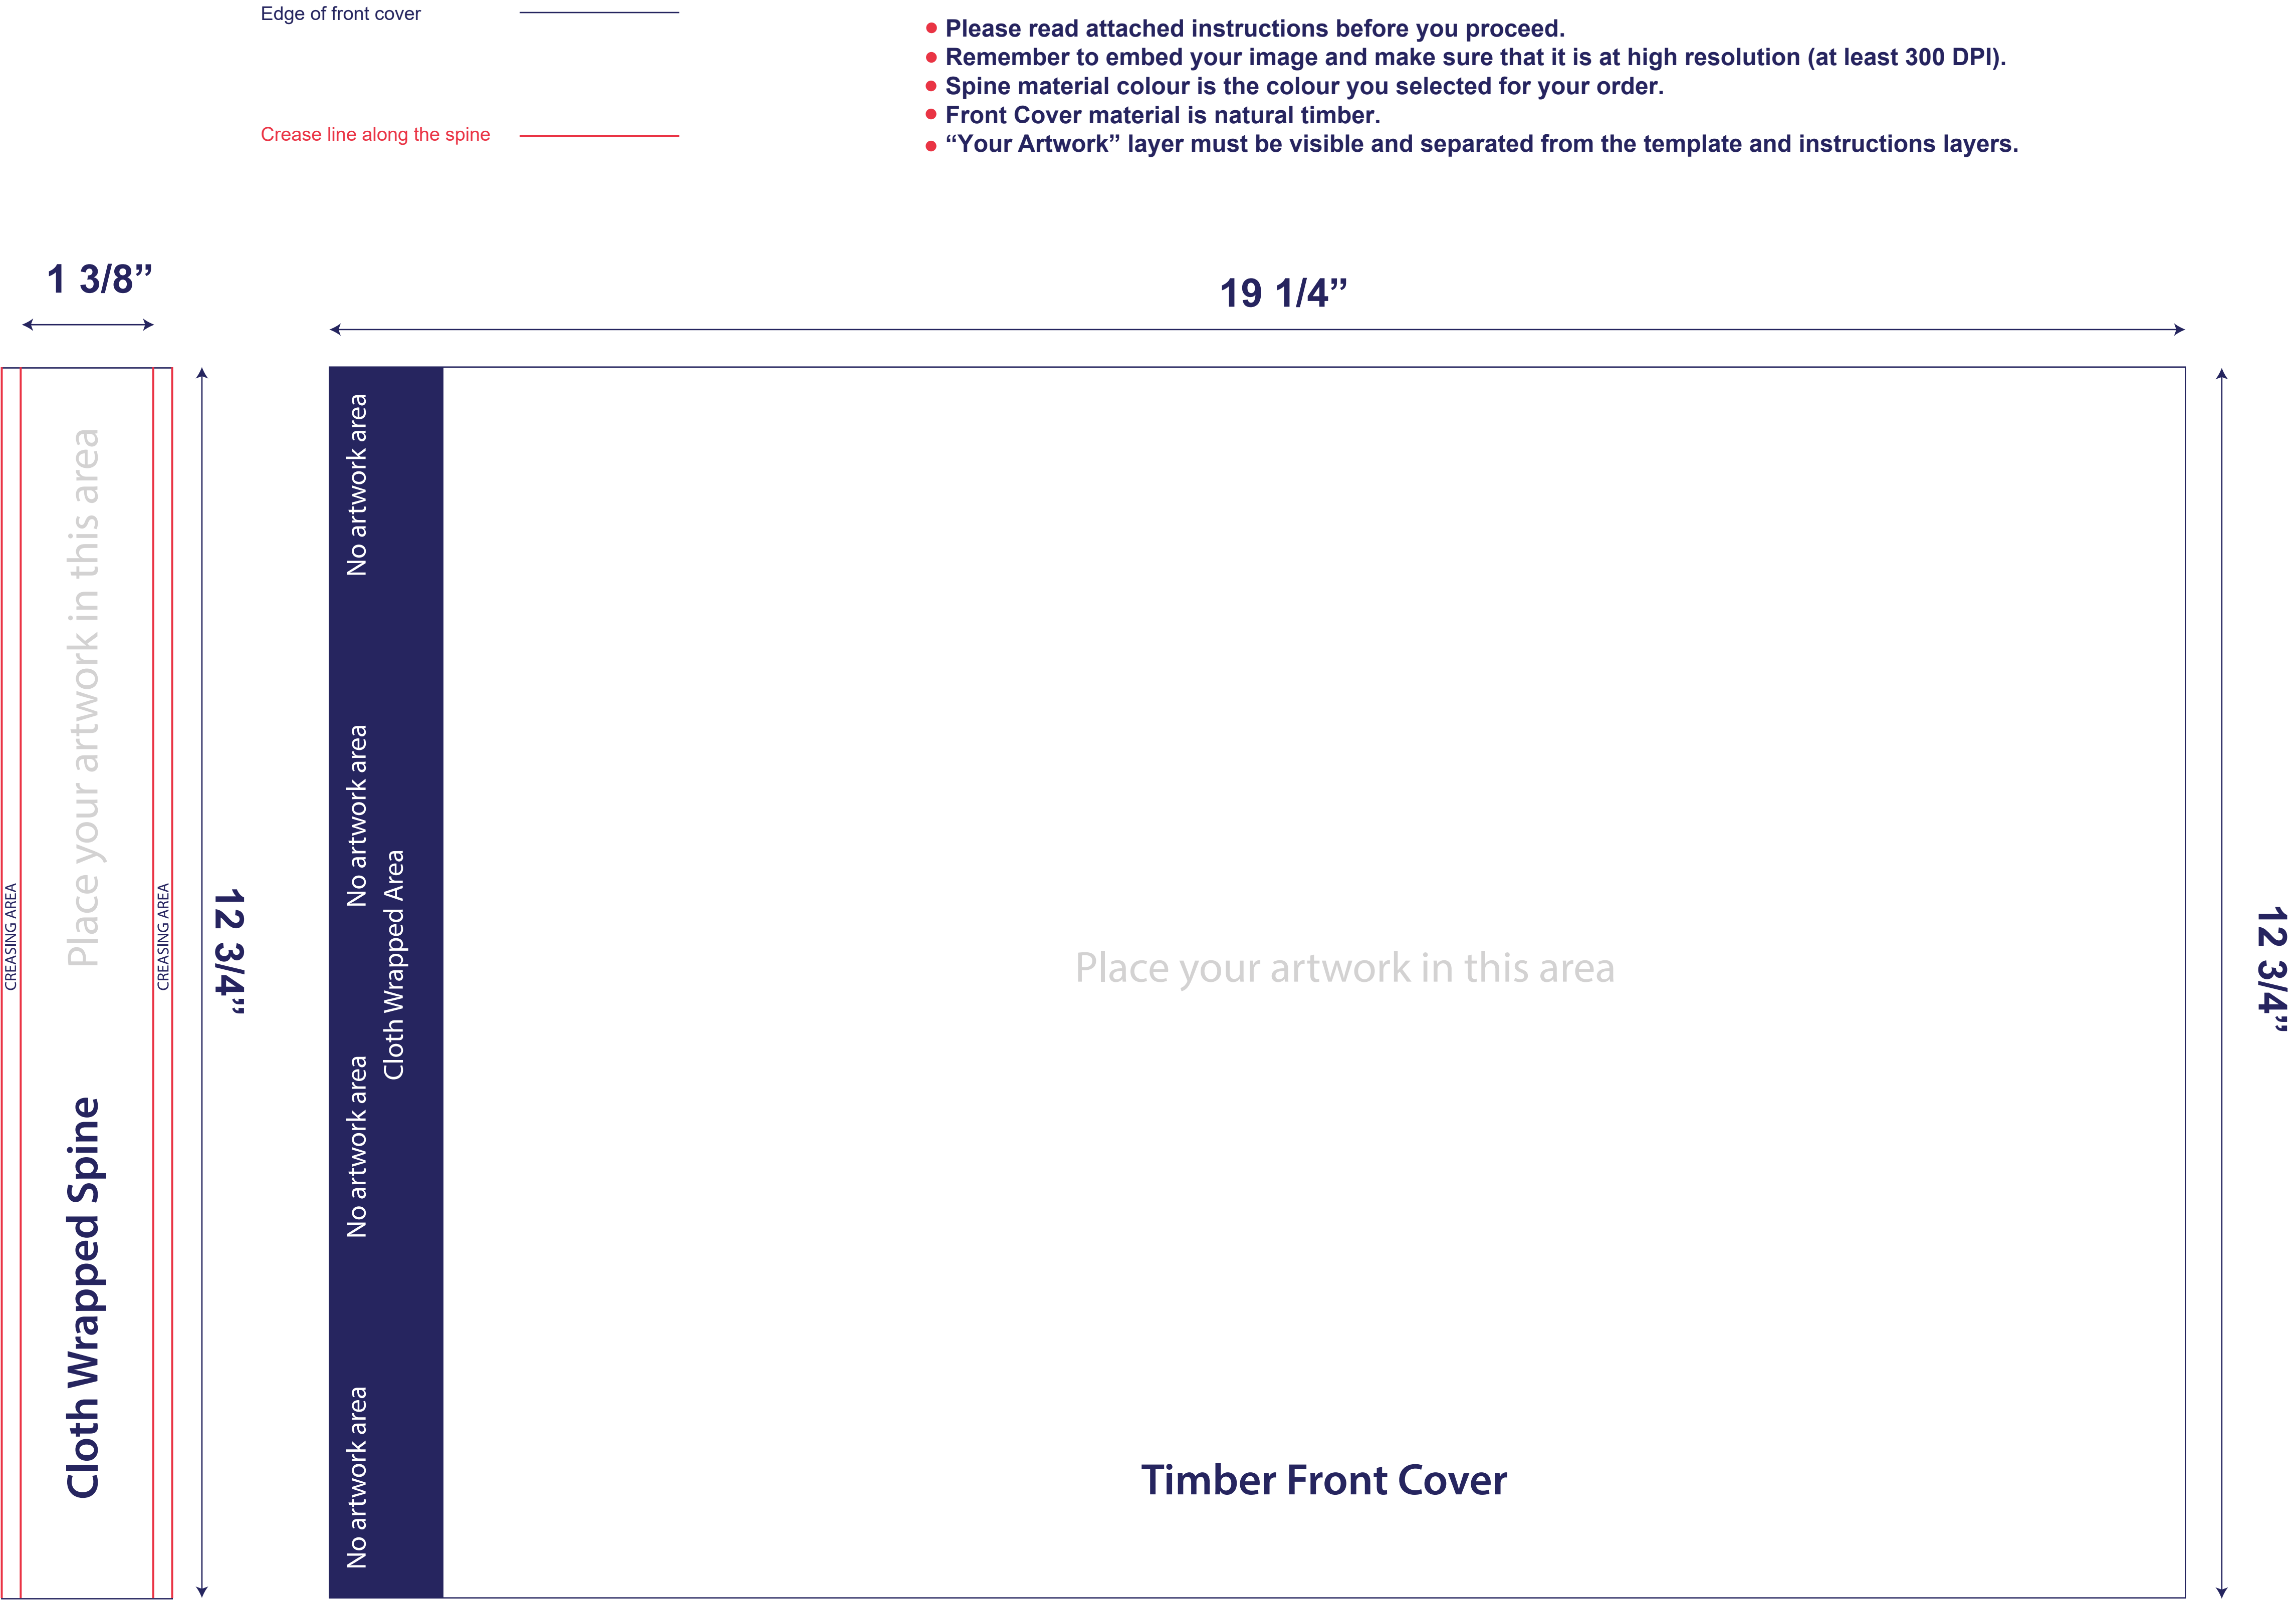 Edge of front cover
Crease line along the spine
Please read attached instructions before you proceed.
Remember to embed your image and make sure that it is at high resolution (at least 300 DPI).
Spine material colour is the colour you selected for your order.
Front Cover material is natural timber.
“Your Artwork” layer must be visible and separated from the template and instructions layers.
1 3/8”
19 1/4”
CREASING AREA
Place your artwork in this area
Cloth Wrapped Spine
CREASING AREA
12 3/4”
No artwork area
No artwork area
No artwork area
No artwork area
Cloth Wrapped Area
Place your artwork in this area
Timber Front Cover
12 3/4”